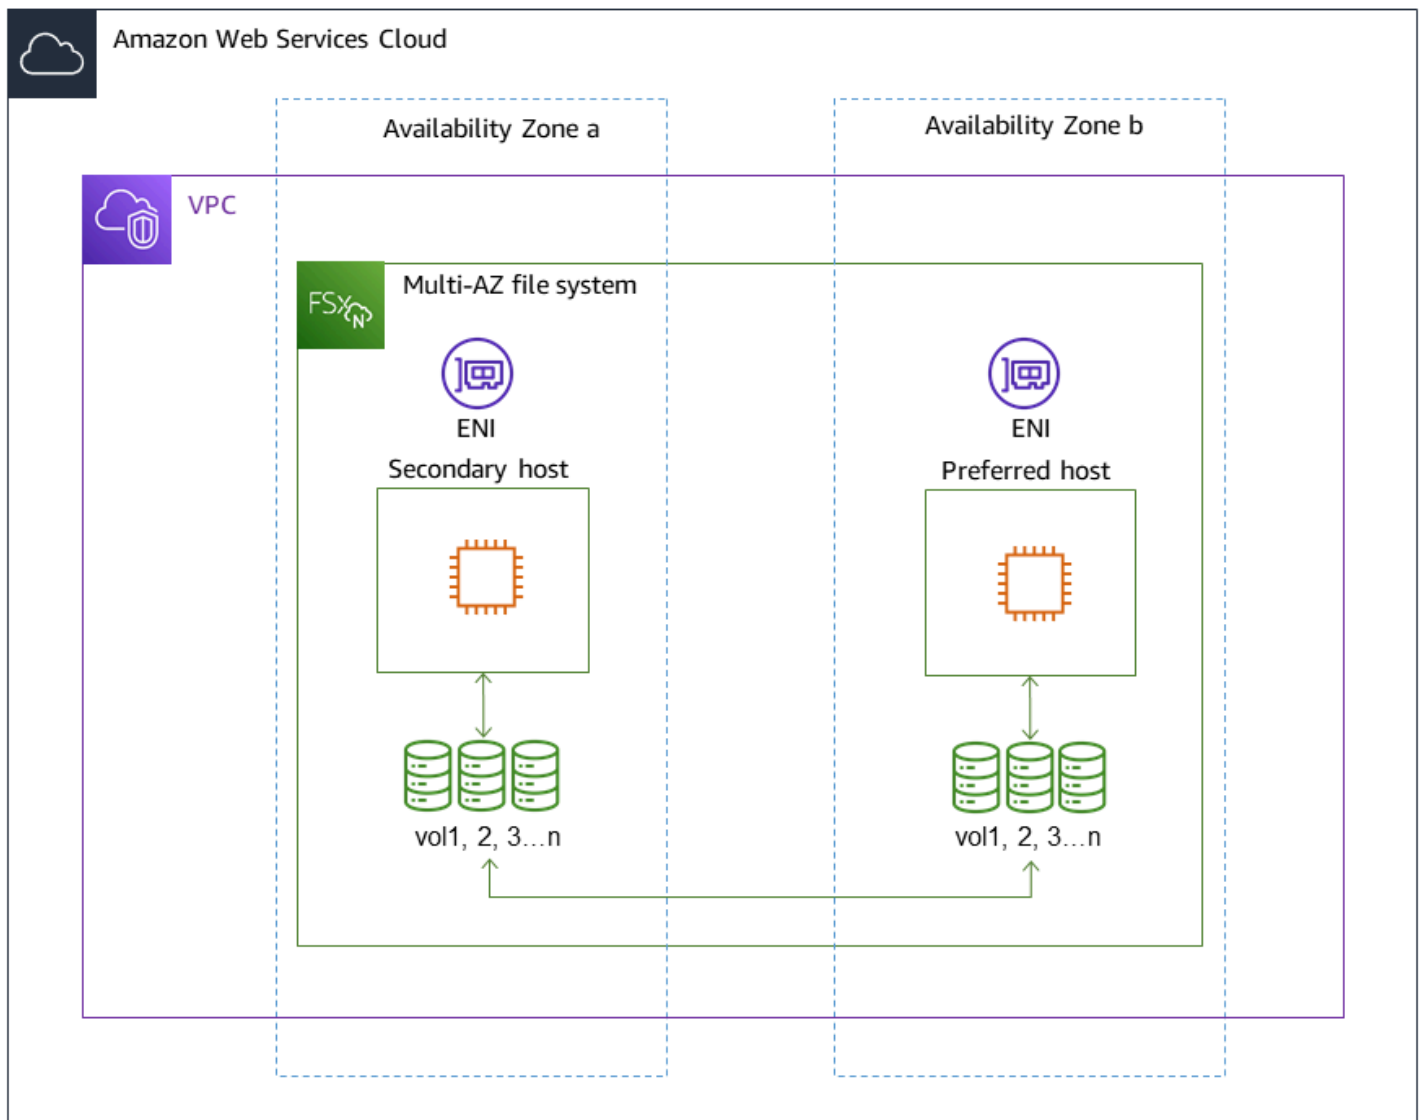 Amazon Web Services Cloud
Availability Zone a
Availability Zone b
VPC
FSx
N
Multi-AZ file system
ENI
ENI
Secondary host
Preferred host
vol1, 2, 3...n
vol1, 2, 3...n